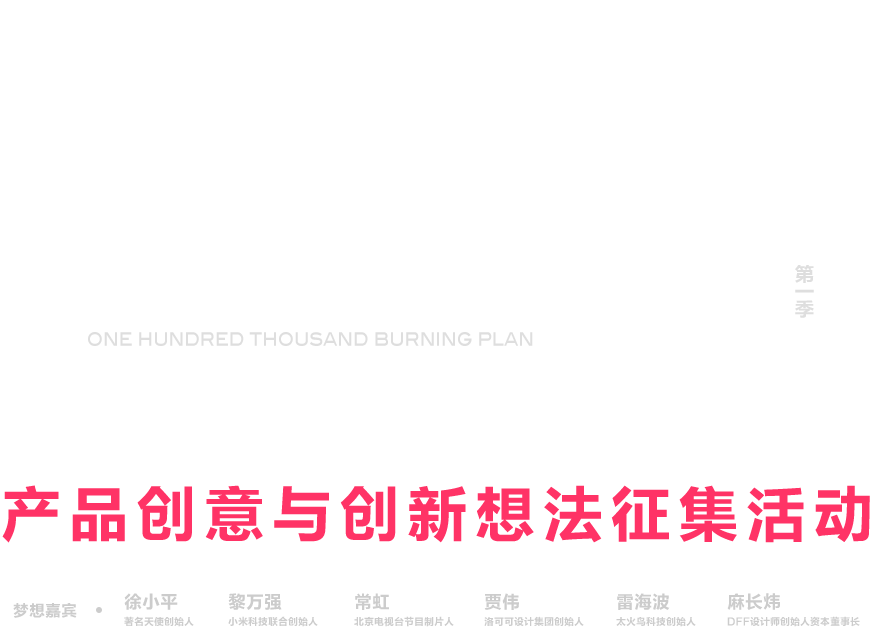 第一季
ONE HUNDRED THOUSAND BURNING PLAN
产品创意与创新想法征集活动
梦想嘉宾 • 徐小平 黎万强 常虹 贾伟 雷海波 麻长炜
著名天使创始人 小米科技联合创始人 北京电视台节目制片人 洛可可设计集团创始人 太火鸟科技创始人 DFF设计师创始人资本董事长